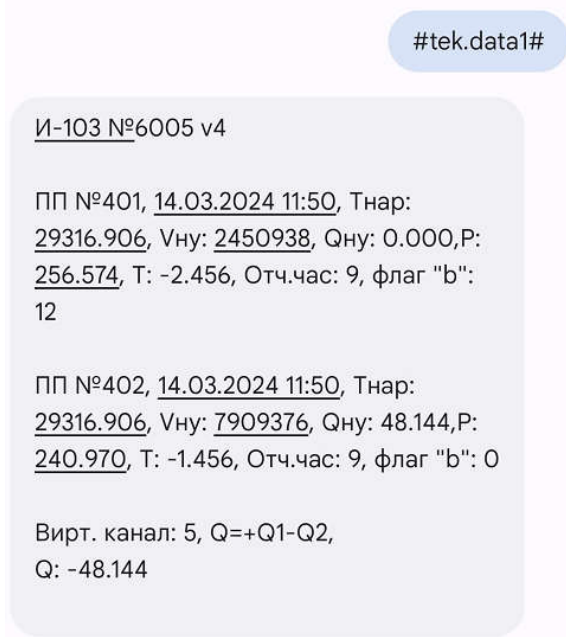 #tek.data1#
И-103 №6005 v4
ПП №401, 14.03.2024 11:50, Тнар:
29316.906, Vну: 2450938, Qну: 0.000,P:
256.574, T: -2.456, Отч.час: 9, флаг "b":
12
ПП №402, 14.03.2024 11:50, Тнар:
29316.906, Vну: 7909376, Qну: 48.144,P:
240.970, T: -1.456, Отч.час: 9, флаг "b": 0
Вирт. канал: 5, Q=+Q1-Q2,
Q: -48.144